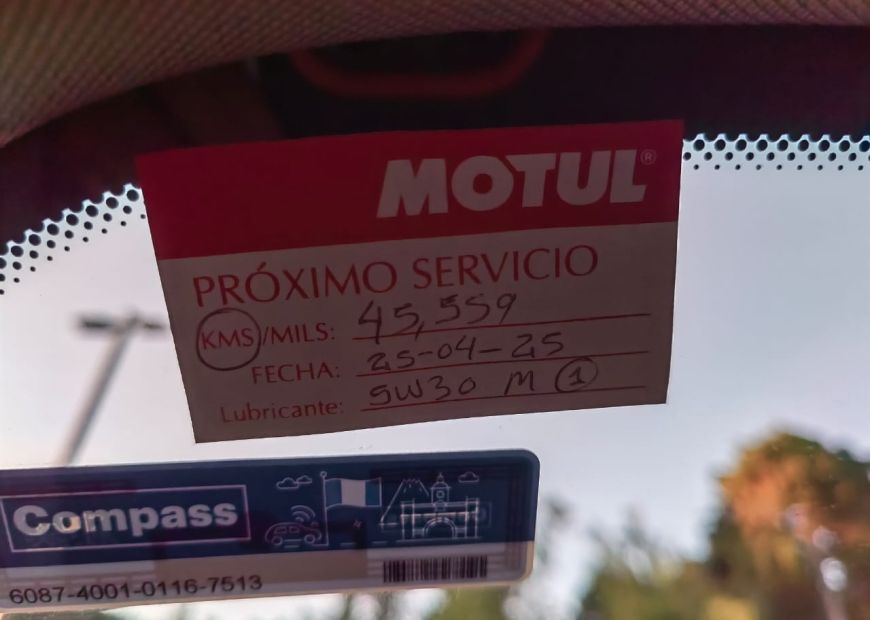 MOTUL®
PRÓXIMO SERVICIO
KMS/MILS: 45,559
FECHA: 25-04-25
Lubricante: 5W30 M 1
Compass
6087-4001-0116-7513